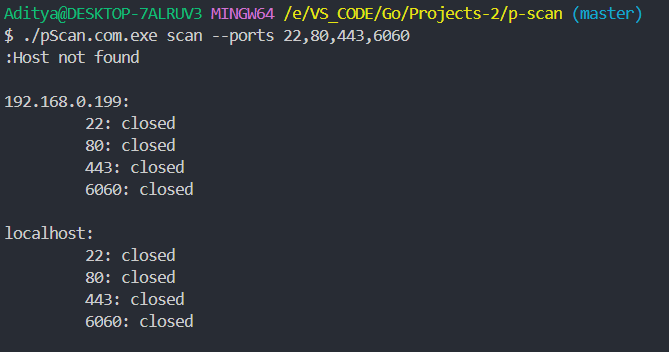 Aditya@DESKTOP-7ALRUV3 MINGW64 /e/VS_CODE/Go/Projects-2/p-scan (master)
$ ./pScan.com.exe scan --ports 22,80,443,6060
:Host not found
192.168.0.199:
22: closed
80: closed
443: closed
6060: closed
localhost:
22: closed
80: closed
443: closed
6060: closed